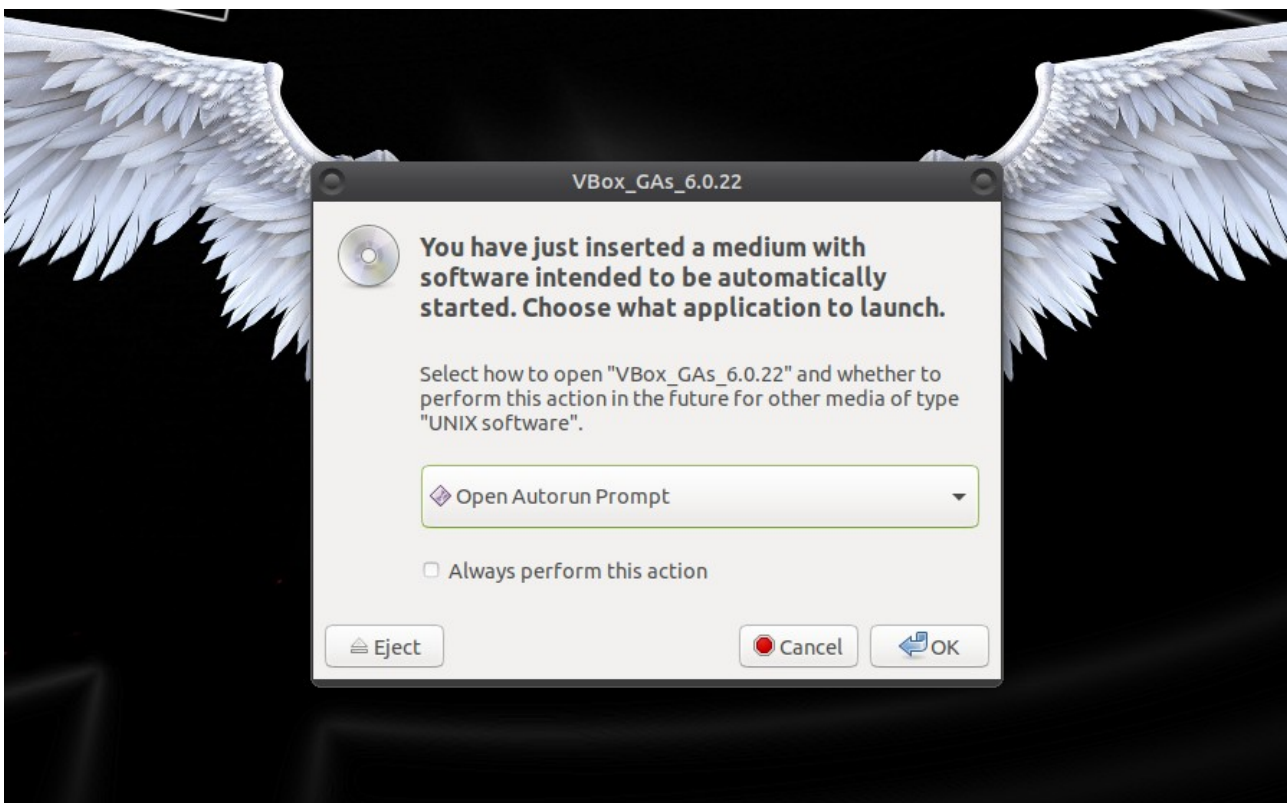 VBox_GAs_6.0.22
You have just inserted a medium with
software intended to be automatically
started. Choose what application to launch.
Select how to open "VBox_GAs_6.0.22" and whether to
perform this action in the future for other media of type
"UNIX software".
Open Autorun Prompt
Always perform this action
Eject
Cancel
OK